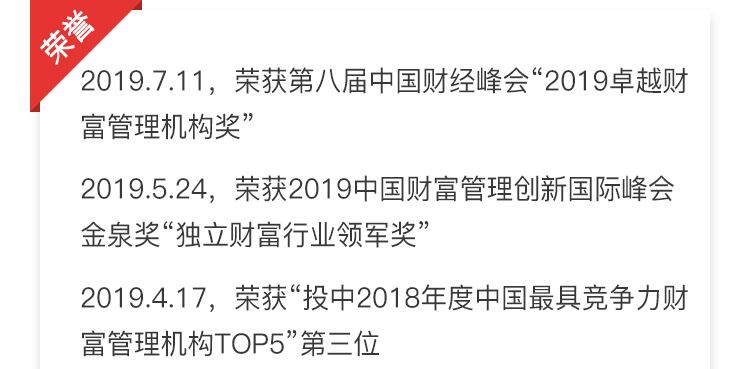 荣誉
2019.7.11，荣获第八届中国财经峰会“2019卓越财
富管理机构奖”
2019.5.24，荣获2019中国财富管理创新国际峰会
金泉奖“独立财富行业领军奖”
2019.4.17，荣获“投中2018年度中国最具竞争力财
富管理机构TOP5”第三位